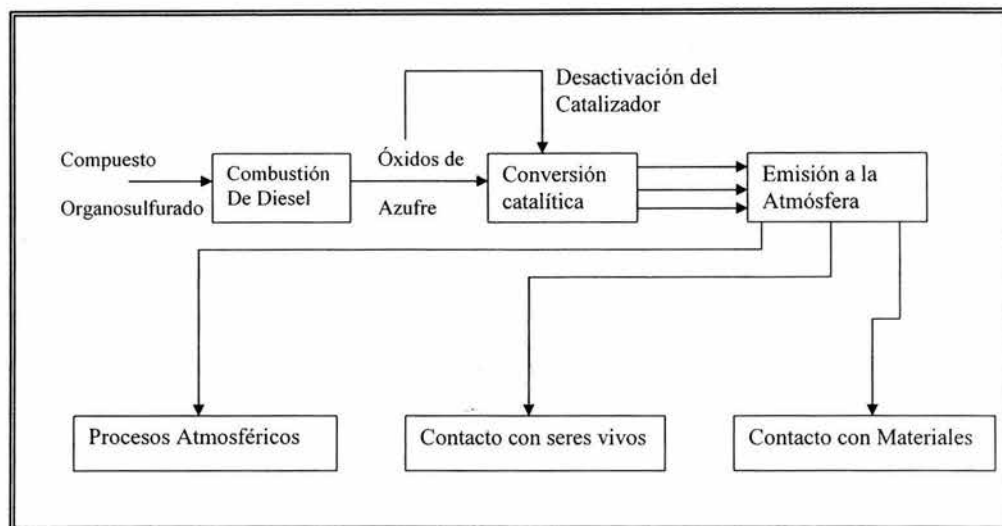 Desactivación del
Catalizador
Compuesto
Organosulfurado
Combustión
De Diesel
Óxidos de
Azufre
Conversión
catalítica
Emisión a la
Atmósfera
Procesos Atmosféricos
Contacto con seres vivos
Contacto con Materiales